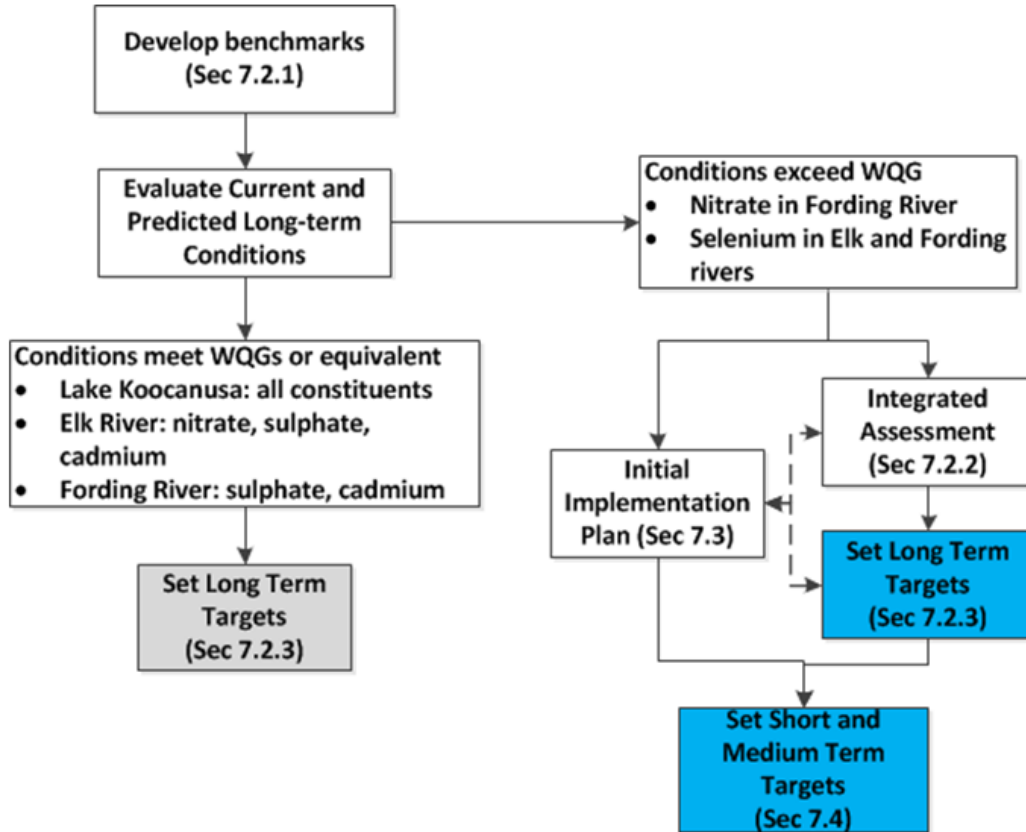 Develop benchmarks
(Sec 7.2.1)
Evaluate Current and
Predicted Long-term
Conditions
Conditions exceed WQG
• Nitrate in Fording River
• Selenium in Elk and Fording
rivers
Conditions meet WQGs or equivalent
• Lake Koocanusa: all constituents
• Elk River: nitrate, sulphate,
cadmium
• Fording River: sulphate, cadmium
Set Long Term
Targets
(Sec 7.2.3)
Initial
Implementation
Plan (Sec 7.3)
Integrated
Assessment
(Sec 7.2.2)
Set Long Term
Targets
(Sec 7.2.3)
Set Short and
Medium Term
Targets
(Sec 7.4)